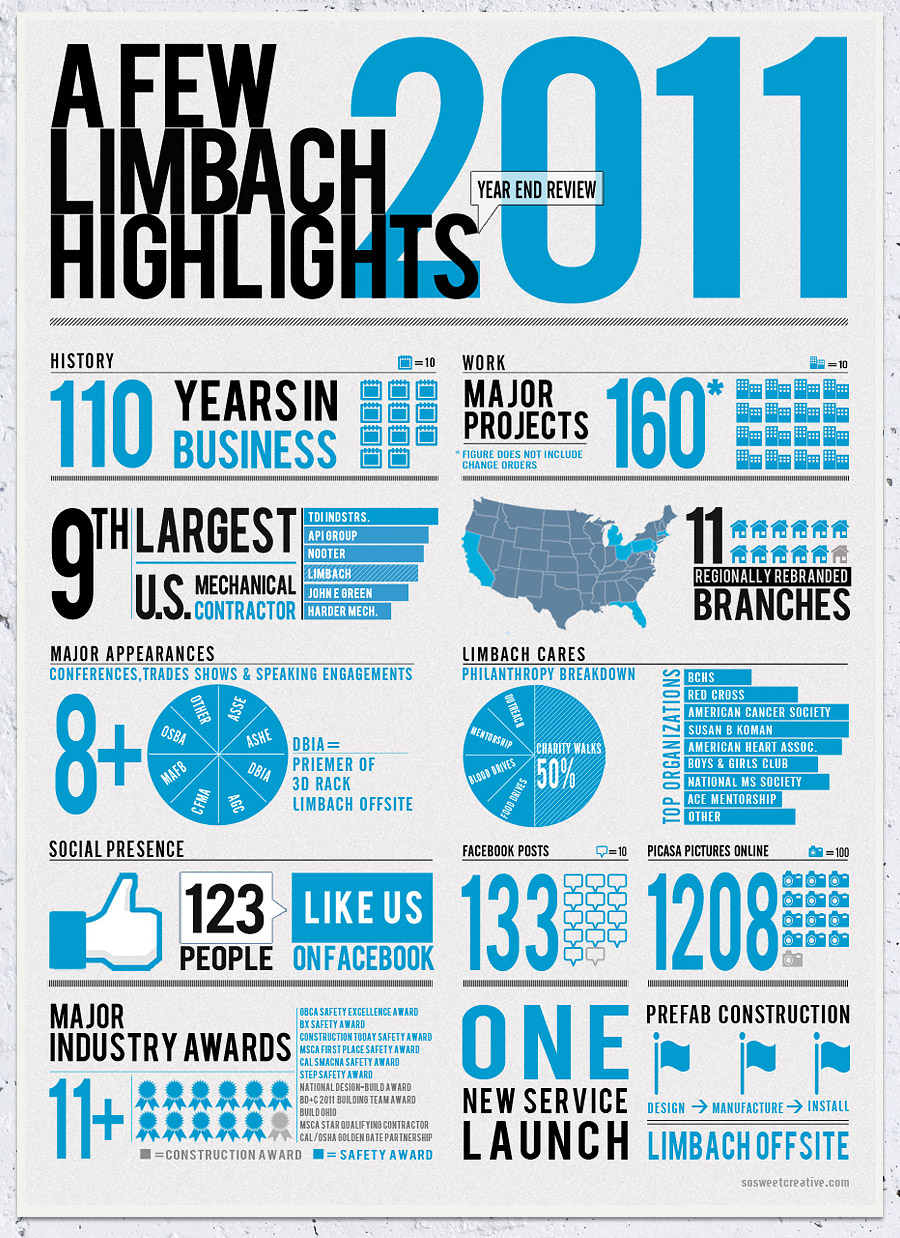 A FEW
LIMBACH
HIGHLIGHTS
2011
YEAR END REVIEW
HISTORY
=10
110
YEARS IN
BUSINESS
WORK
=10
MAJOR
PROJECTS
160*
* FIGURE DOES NOT INCLUDE
CHANGE ORDERS
9TH
LARGEST
U.S.
MECHANICAL
CONTRACTOR
TDINDSTRS.
API GROUP
NOOTER
LIMBACH
JOHN E GREEN
HARDER MECH.
11
REGIONALLY REBRANDED
BRANCHES
MAJOR APPEARANCES
CONFERENCES,TRADES SHOWS & SPEAKING ENGAGEMENTS
8+
OTHER
ASSE
ASHE
DBIA
AGC
CFMA
MAFB
OSBA
DBIA=
PRIEMER OF
3D RACK
LIMBACH OFFSITE
LIMBACH CARES
PHILANTHROPY BREAKDOWN
OUTREACH
MENTORSHIP
BLOOD DRIVES
FOOD DRIVES
CHARITY WALKS
50%
TOP ORGANIZATIONS
BCHS
RED CROSS
AMERICAN CANCER SOCIETY
SUSAN B KOMAN
AMERICAN HEART ASSOC.
BOYS & GIRLS CLUB
NATIONAL MS SOCIETY
ACE MENTORSHIP
OTHER
SOCIAL PRESENCE
123
PEOPLE
LIKE US
ON FACEBOOK
FACEBOOK POSTS
=10
133
PICASA PICTURES ONLINE
=100
1208
MAJOR
INDUSTRY AWARDS
11+
GBCA SAFETY EXCELLENCE AWARD
BX SAFETY AWARD
CONSTRUCTION TODAY SAFETY AWARD
MSCA FIRST PLACE SAFETY AWARD
CAL SMACNA SAFETY AWARD
STEP SAFETY AWARD
NATIONAL DESIGN-BUILD AWARD
BD+C 2011 BUILDING TEAM AWARD
BUILD OHIO
MSCA STAR QUALIFYING CONTRACTOR
CAL/OSHA GOLDEN GATE PARTNERSHIP
=CONSTRUCTION AWARD
=SAFETY AWARD
ONE
NEW SERVICE
LAUNCH
PREFAB CONSTRUCTION
DESIGN → MANUFACTURE → INSTALL
LIMBACH OFFSITE
sosweetcreative.com